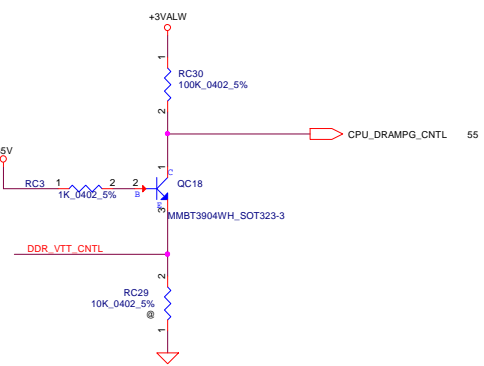 +3VALW
1
RC30
100K_0402_5%
2
CPU_DRAMPG_CNTL 55
5V
1
C
RC3 1 2 2 QC18
1K_0402_5% B
E
3
MMBT3904WH_SOT323-3
DDR_VTT_CNTL
2
RC29
10K_0402_5%
@
1